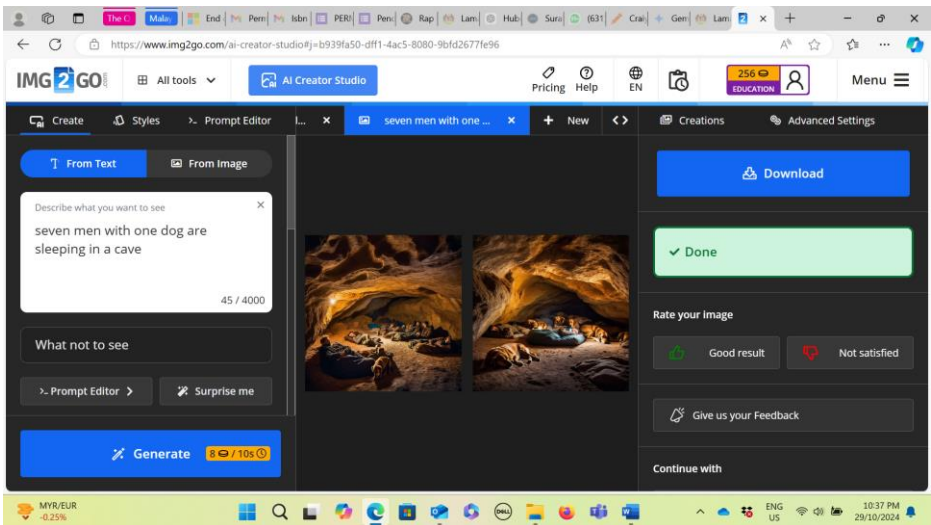 The C
Malay
End
Perm
Isbn
PERI
Rap
Lam
Hub
Sura
(631
Crai
Gem
Lam
https://www.img2go.com/ai-creator-studio#j=b939fa50-dff1-4ac5-8080-9bfd2677fe96
IMG2GO
All tools
AI Creator Studio
Pricing
Help
EN
256
EDUCATION
Menu
Create
Styles
Prompt Editor
seven men with one ...
New
Creations
Advanced Settings
From Text
From Image
Download
Describe what you want to see
seven men with one dog are
sleeping in a cave
45 / 4000
Done
Rate your image
What not to see
Good result
Not satisfied
Prompt Editor
Surprise me
Give us your Feedback
Generate
8 / 10s
Continue with
MYR/EUR
-0.25%
DELL
ENG
US
10:37 PM
29/10/2024